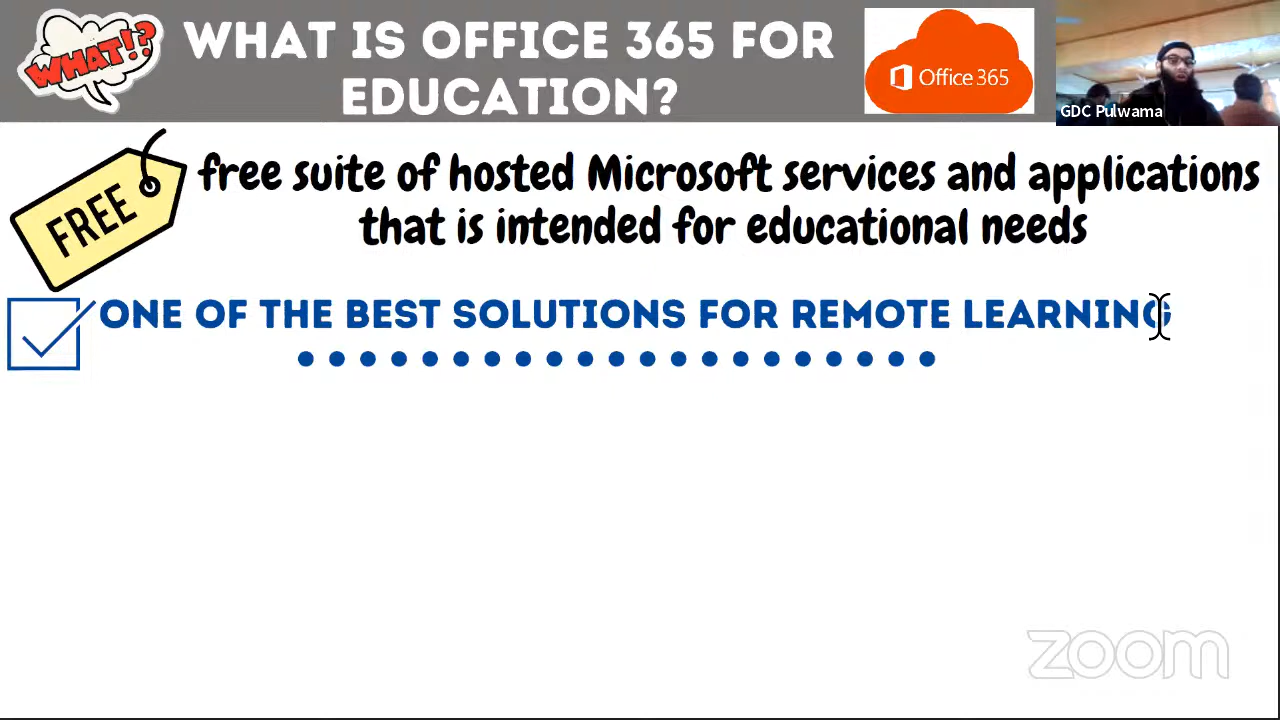 WHAT!?
WHAT IS OFFICE 365 FOR
EDUCATION?
Office 365
GDC Pulwama
FREE
free suite of hosted Microsoft services and applications
that is intended for educational needs
ONE OF THE BEST SOLUTIONS FOR REMOTE LEARNING
zoom